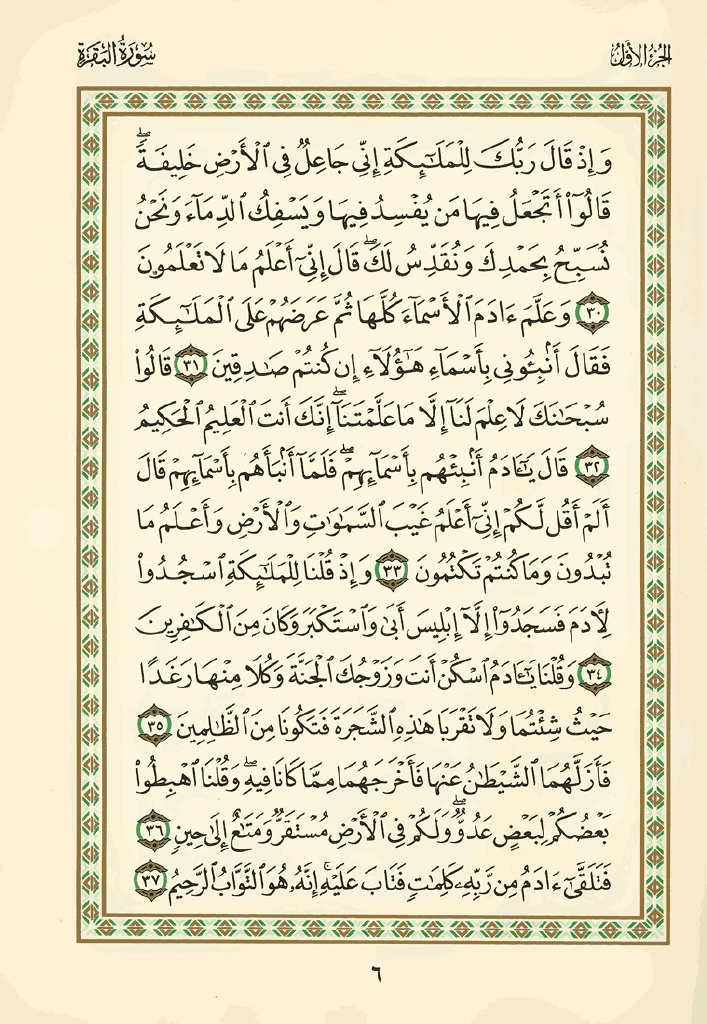 الجزء الأول
سورة البقرة
وَإِذْ قَالَ رَبُّكَ لِلْمَلَٰٓئِكَةِ إِنِّى جَاعِلٌ فِى ٱلْأَرْضِ خَلِيفَةًۖ
قَالُوٓا۟ أَتَجْعَلُ فِيهَا مَن يُفْسِدُ فِيهَا وَيَسْفِكُ ٱلدِّمَآءَ وَنَحْنُ
نُسَبِّحُ بِحَمْدِكَ وَنُقَدِّسُ لَكَۖ قَالَ إِنِّىٓ أَعْلَمُ مَا لَا تَعْلَمُونَ
٣٠ وَعَلَّمَ ءَادَمَ ٱلْأَسْمَآءَ كُلَّهَا ثُمَّ عَرَضَهُمْ عَلَى ٱلْمَلَٰٓئِكَةِ
فَقَالَ أَنۢبِـُٔونِى بِأَسْمَآءِ هَٰٓؤُلَآءِ إِن كُنتُمْ صَٰدِقِينَ ٣١ قَالُوا۟
سُبْحَٰنَكَ لَا عِلْمَ لَنَآ إِلَّا مَا عَلَّمْتَنَآۖ إِنَّكَ أَنتَ ٱلْعَلِيمُ ٱلْحَكِيمُ
٣٢ قَالَ يَٰٓـَٔادَمُ أَنۢبِئْهُم بِأَسْمَآئِهِمْۖ فَلَمَّآ أَنۢبَأَهُم بِأَسْمَآئِهِمْ قَالَ
أَلَمْ أَقُل لَّكُمْ إِنِّىٓ أَعْلَمُ غَيْبَ ٱلسَّمَٰوَٰتِ وَٱلْأَرْضِ وَأَعْلَمُ مَا
تُبْدُونَ وَمَا كُنتُمْ تَكْتُمُونَ ٣٣ وَإِذْ قُلْنَا لِلْمَلَٰٓئِكَةِ ٱسْجُدُوا۟
لِـَٔادَمَ فَسَجَدُوٓا۟ إِلَّآ إِبْلِيسَ أَبَىٰ وَٱسْتَكْبَرَ وَكَانَ مِنَ ٱلْكَٰفِرِينَ
٣٤ وَقُلْنَا يَٰٓـَٔادَمُ ٱسْكُنْ أَنتَ وَزَوْجُكَ ٱلْجَنَّةَ وَكُلَا مِنْهَا رَغَدًا
حَيْثُ شِئْتُمَا وَلَا تَقْرَبَا هَٰذِهِ ٱلشَّجَرَةَ فَتَكُونَا مِنَ ٱلظَّٰلِمِينَ ٣٥
فَأَزَلَّهُمَا ٱلشَّيْطَٰنُ عَنْهَا فَأَخْرَجَهُمَا مِمَّا كَانَا فِيهِۖ وَقُلْنَا ٱهْبِطُوا۟
بَعْضُكُمْ لِبَعْضٍ عَدُوٌّۖ وَلَكُمْ فِى ٱلْأَرْضِ مُسْتَقَرٌّ وَمَتَٰعٌ إِلَىٰ حِينٍ ٣٦
فَتَلَقَّىٰٓ ءَادَمُ مِن رَّبِّهِۦ كَلِمَٰتٍ فَتَابَ عَلَيْهِۚ إِنَّهُۥ هُوَ ٱلتَّوَّابُ ٱلرَّحِيمُ ٣٧
٦